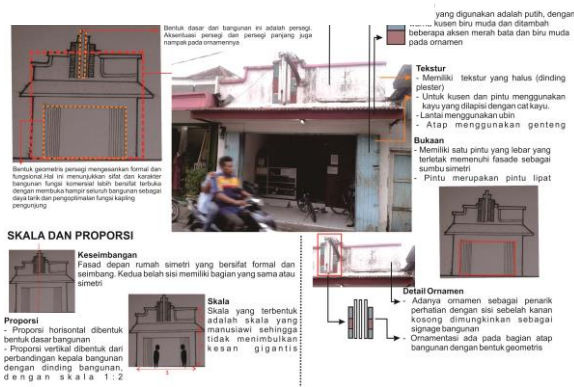 Bentuk dasar dari bangunan ini adalah persegi.
Aksentuasi persegi dan persegi panjang juga
nampak pada ornamennya
yang digunakan adalah putih, dengan
warna kusen biru muda dan ditambah
beberapa aksen merah bata dan biru muda
pada ornamen
Tekstur
- Memiliki tekstur yang halus (dinding
plester)
- Untuk kusen dan pintu menggunakan
kayu yang dilapisi dengan cat kayu.
- Lantai menggunakan ubin
- Atap menggunakan genteng
Bukaan
- Memiliki satu pintu yang lebar yang
terletak memenuhi fasade sebagai
sumbu simetri
- Pintu merupakan pintu lipat
Bentuk geometris persegi mengesankan formal dan
fungsional.Hal ini menunjukkan sifat dan karakter
bangunan fungsi komersial lebih bersifat terbuka
dengan membuka hampir seluruh bangunan sebagai
daya tarik dan pengoptimalan fungsi kapling
pengunjung
SKALA DAN PROPORSI
Keseimbangan
Fasad depan rumah simetri yang bersifat formal dan
seimbang. Kedua belah sisi memiliki bagian yang sama atau
simetri
Proporsi
- Proporsi horisontal dibentuk
bentuk dasar bangunan
- Proporsi vertikal dibentuk dari
perbandingan kepala bangunan
dengan dinding bangunan,
dengan skala 1:2
Skala
Skala yang terbentuk
adalah skala yang
manusiawi sehingga
tidak menimbulkan
kesan gigantis
Detail Ornamen
- Adanya ornamen sebagai penarik
perhatian dengan sisi sebelah kanan
kosong dimungkinkan sebagai
signage bangunan
- Ornamentasi ada pada bagian atap
bangunan dengan bentuk geometris